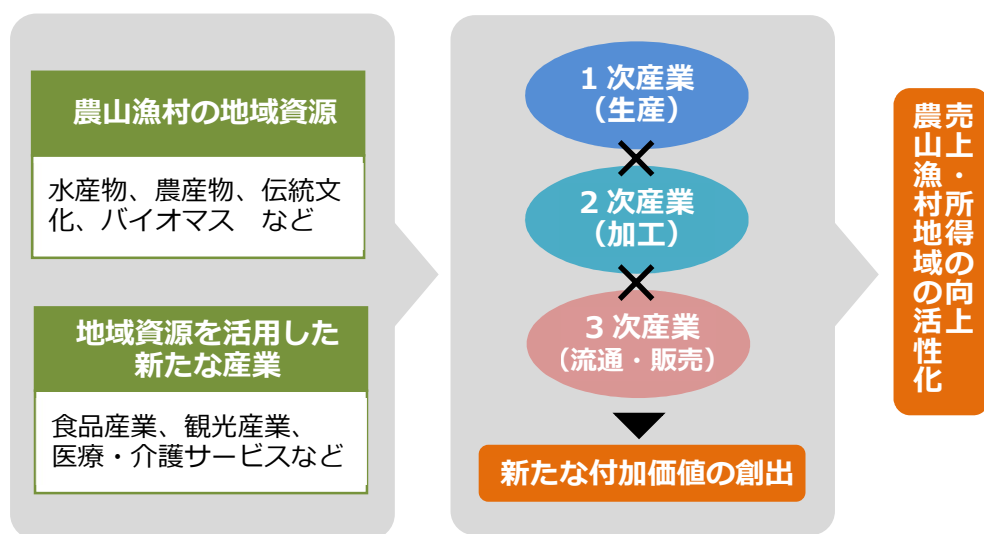 農山漁村の地域資源
水産物、農産物、伝統文
化、バイオマス　など
地域資源を活用した
新たな産業
食品産業、観光産業、
医療・介護サービスなど
1次産業
（生産）
×
2次産業
（加工）
×
3次産業
（流通・販売）
新たな付加価値の創出
売上・所得の向上
農山漁村地域の活性化